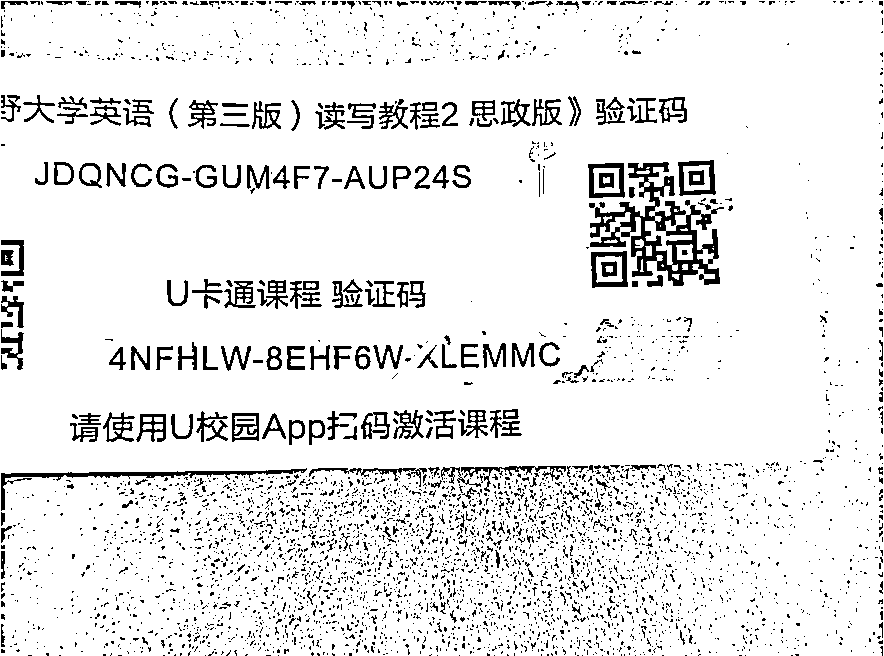 野大学英语（第三版）读写教程2 思政版》验证码
JDQNCG-GUM4F7-AUP24S
U卡通课程 验证码
4NFHLW-8EHF6W-XLEMMC
请使用U校园App扫码激活课程